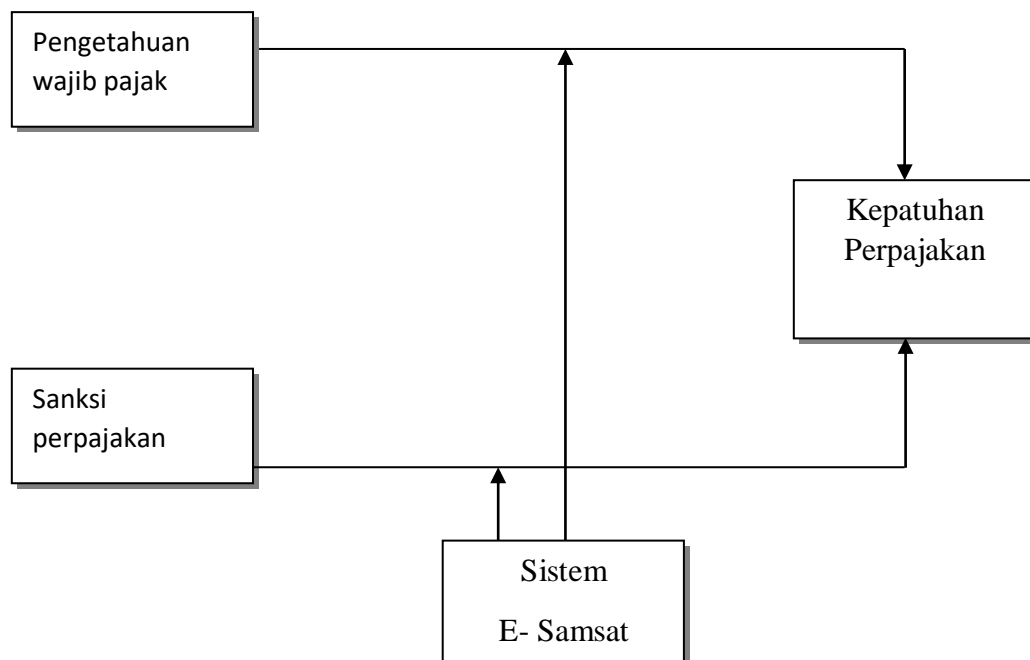 Pengetahuan
wajib pajak
Kepatuhan
Perpajakan
Sanksi
perpajakan
Sistem
E- Samsat